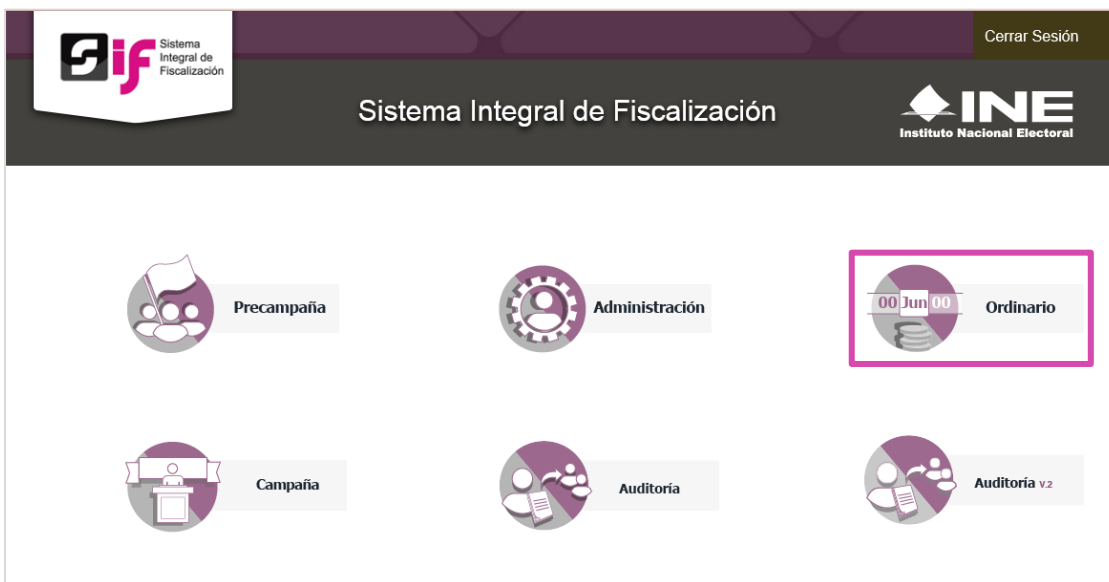 Sif
Sistema
Integral de
Fiscalización
Cerrar Sesión
Sistema Integral de Fiscalización
INE
Instituto Nacional Electoral
Precampaña
Administración
00 Jun 00
Ordinario
Campaña
Auditoría
Auditoría v.2